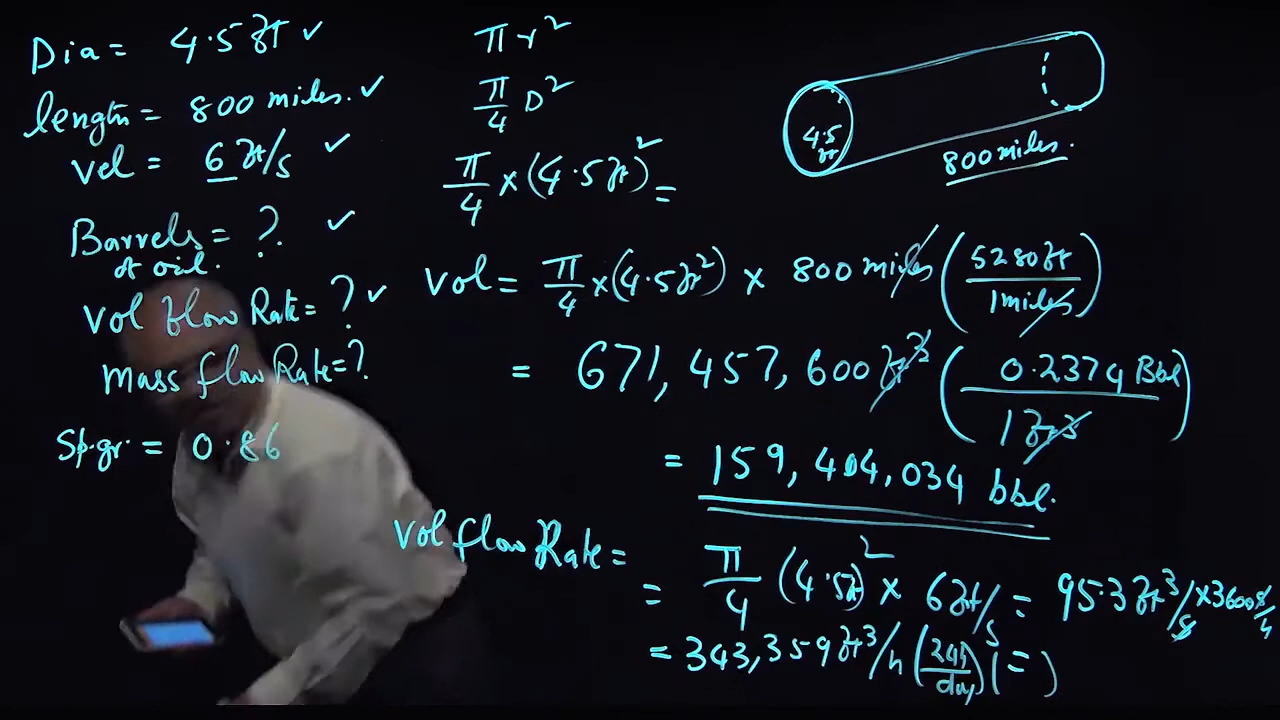 Dia = 4.5 ft ✓
length = 800 miles. ✓
vel = 6 ft/s ✓
Barrels = ? ✓
of oil.
Vol flow Rate = ? ✓
Mass flow Rate = ?
Sp.gr. = 0.86
πr²
π/4 D²
π/4 × (4.5 ft)² =
4.5 ft
800 miles.
Vol = π/4 × (4.5 ft²) × 800 miles (5280 ft / 1 miles)
= 671,457,600 ft³ (0.2374 Bbl / 1 ft³)
= 159,404,034 bbl.
Vol flow Rate =
= π/4 (4.5 ft)² × 6 ft/s = 95.3 ft³/s × 3600 s/h
= 343,359 ft³/h (24h/day) ( = )